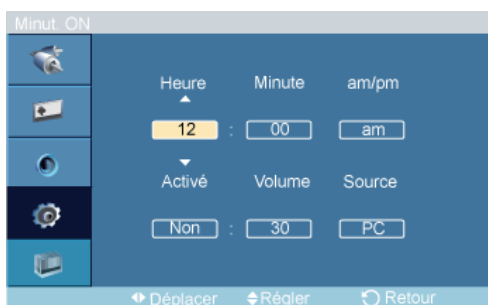 Minut. ON
Heure Minute am/pm
12 : 00 am
Activé Volume Source
Non : 30 PC
Déplacer Régler Retour